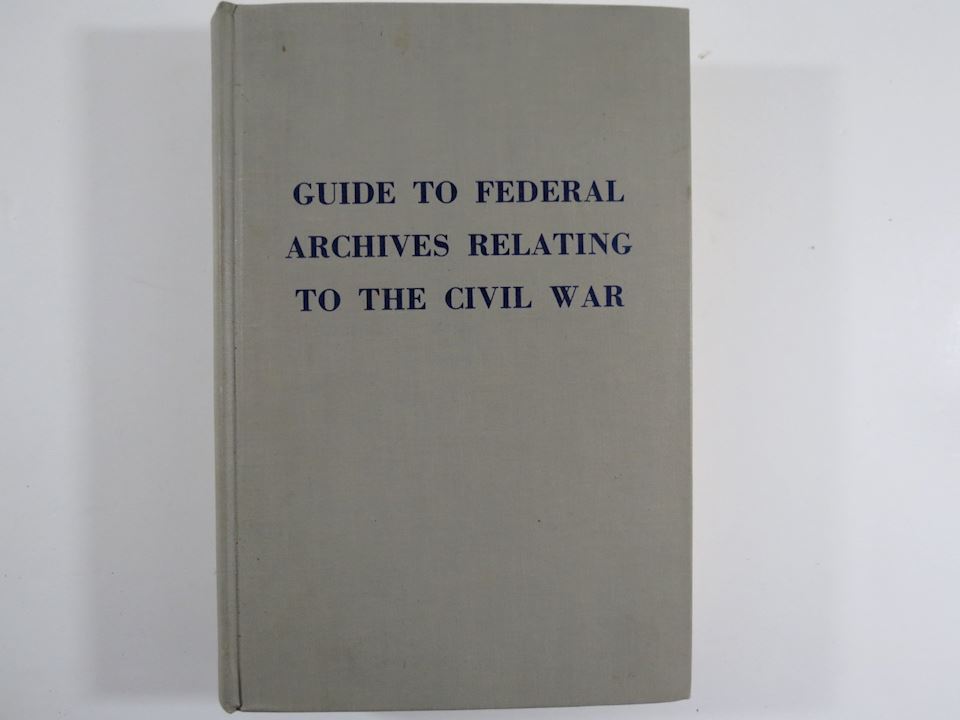 GUIDE TO FEDERAL
ARCHIVES RELATING
TO THE CIVIL WAR